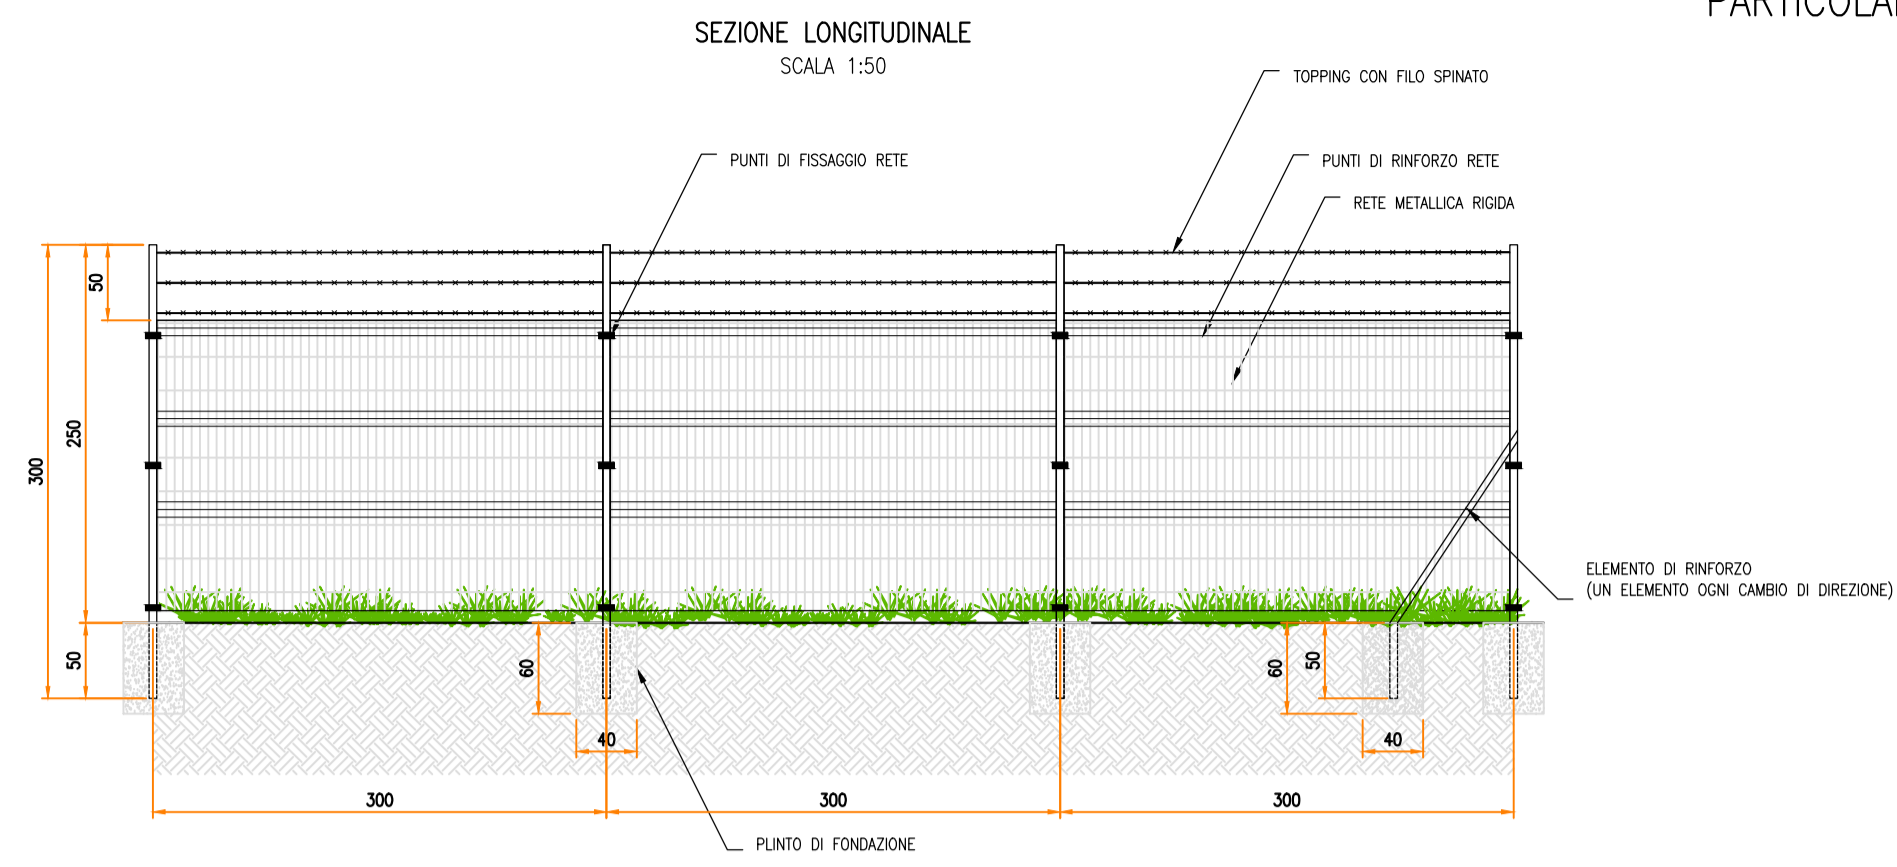 PARTICOLA
SEZIONE LONGITUDINALE
SCALA 1:50
TOPPING CON FILO SPINATO
PUNTI DI FISSAGGIO RETE
PUNTI DI RINFORZO RETE
RETE METALLICA RIGIDA
50
250
300
ELEMENTO DI RINFORZO
(UN ELEMENTO OGNI CAMBIO DI DIREZIONE)
50
60
60
50
40
40
300
300
300
PLINTO DI FONDAZIONE